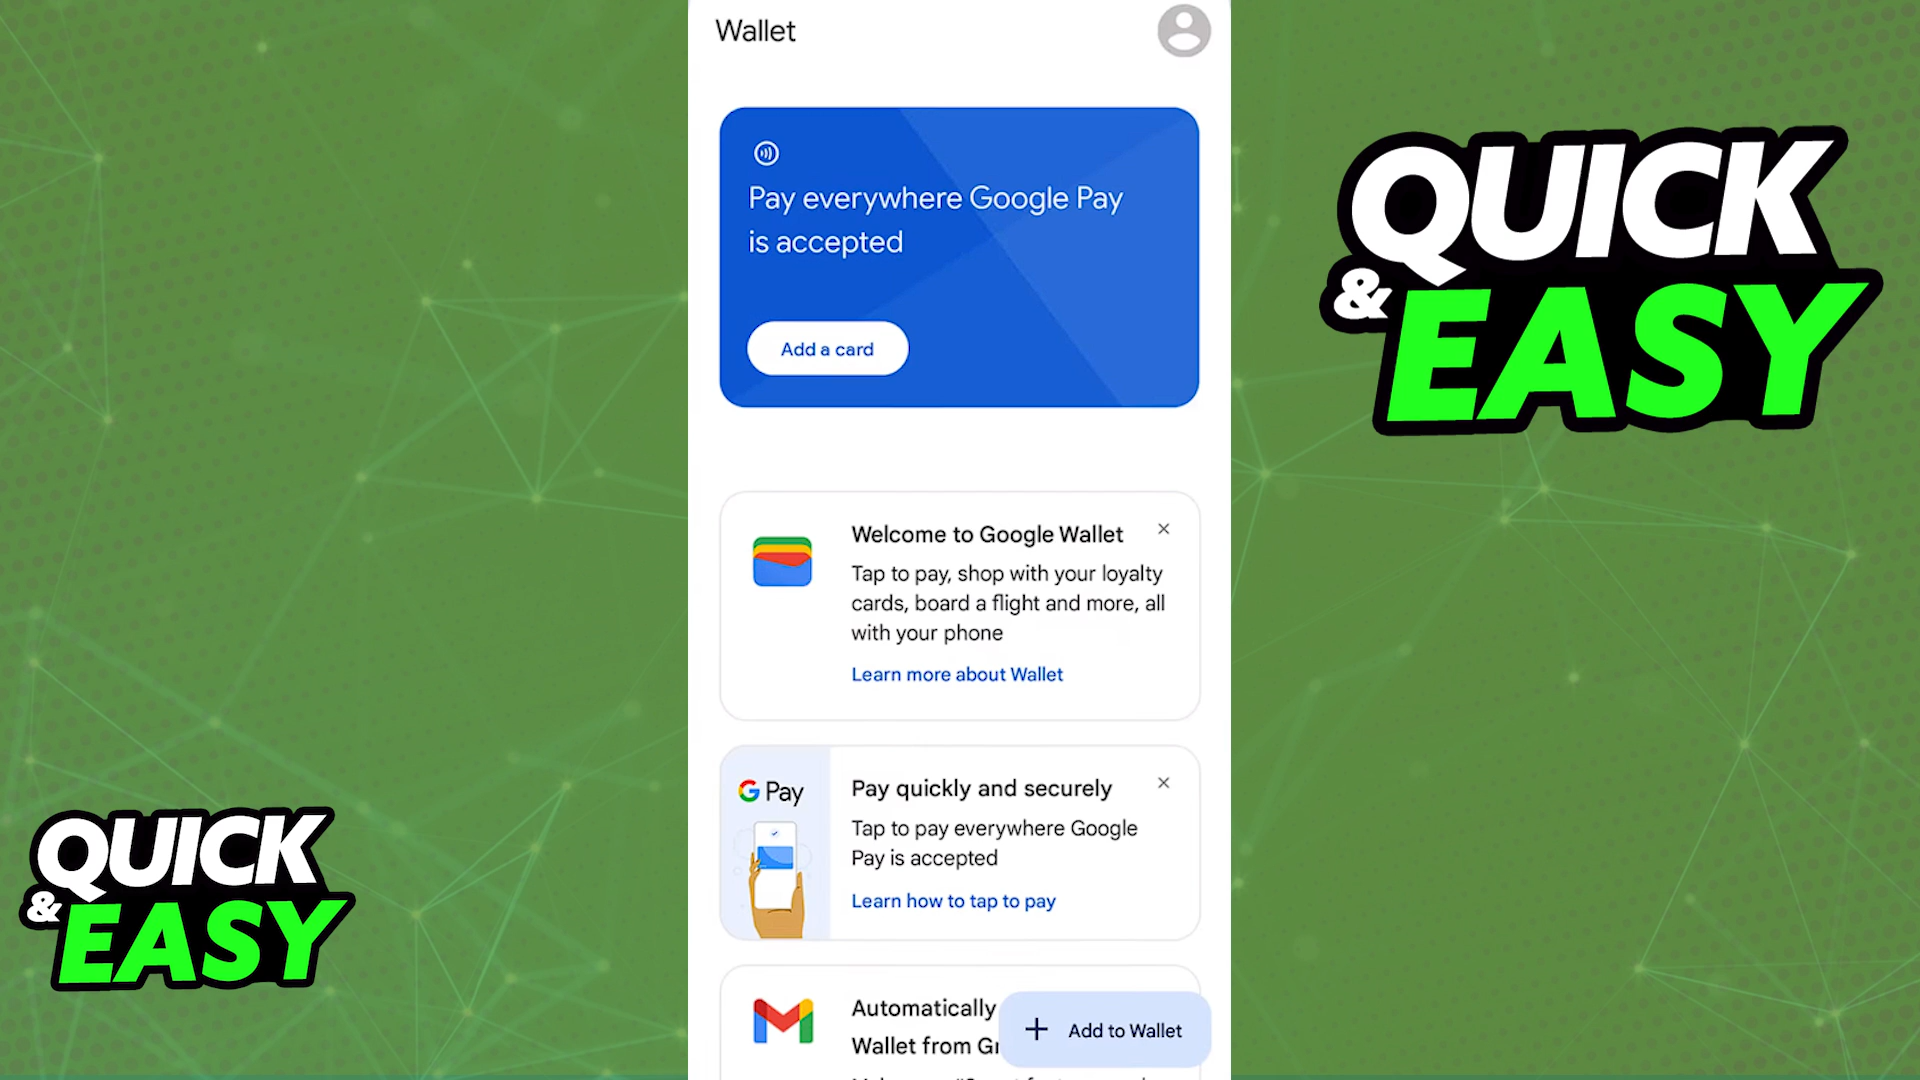 Wallet
Pay everywhere Google Pay
is accepted
Add a card
QUICK
&
EASY
Welcome to Google Wallet
Tap to pay, shop with your loyalty
cards, board a flight and more, all
with your phone
Learn more about Wallet
G Pay
Pay quickly and securely
Tap to pay everywhere Google
Pay is accepted
Learn how to tap to pay
QUICK
&
EASY
Automatically
Wallet from
Add to Wallet